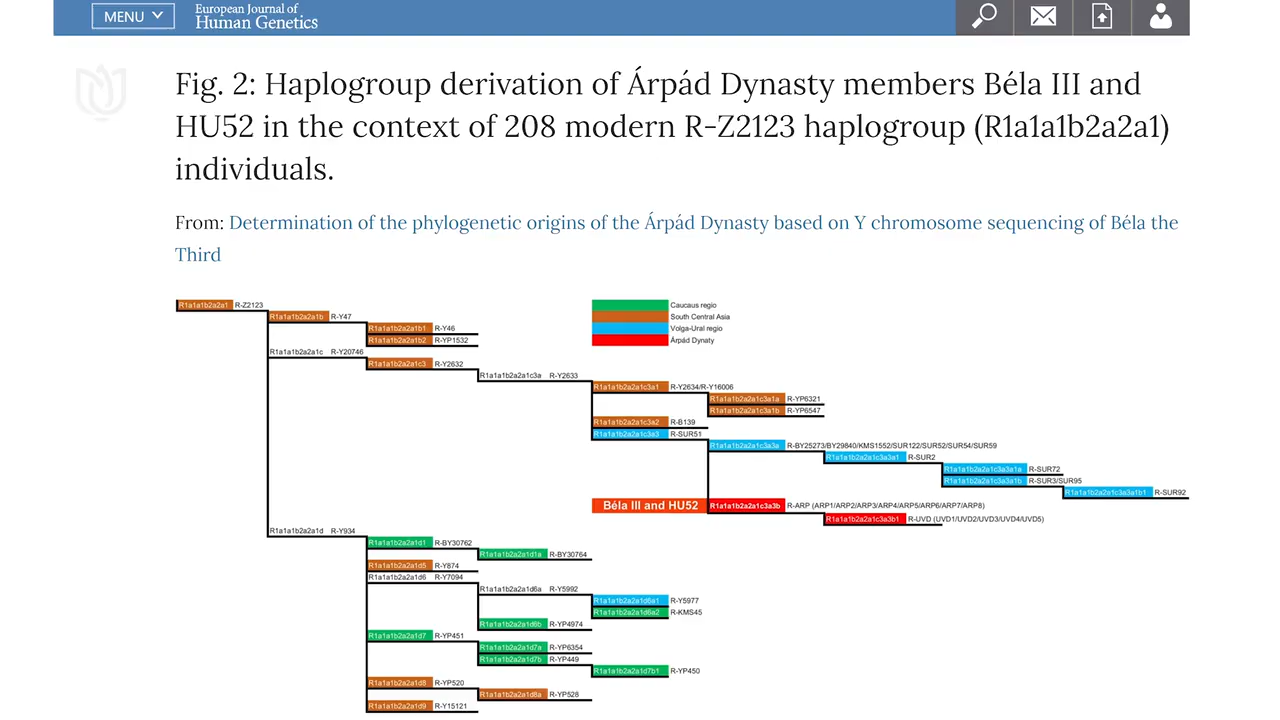 MENU
European Journal of
Human Genetics
Fig. 2: Haplogroup derivation of Árpád Dynasty members Béla III and
HU52 in the context of 208 modern R-Z2123 haplogroup (R1a1a1b2a2a1)
individuals.
From: Determination of the phylogenetic origins of the Árpád Dynasty based on Y chromosome sequencing of Béla the
Third
R1a1a1b2a2a1 R-Z2123
Caucaus regio
R1a1a1b2a2a1b R-Y47
South Central Asia
R1a1a1b2a2a1b1 R-Y46
Volga-Ural regio
R1a1a1b2a2a1b2 R-YP1532
Árpád Dynaty
R1a1a1b2a2a1c R-Y20746
R1a1a1b2a2a1c3 R-Y2632
R1a1a1b2a2a1c3a R-Y2633
R1a1a1b2a2a1c3a1 R-Y2634/R-Y16006
R1a1a1b2a2a1c3a1a R-YP6321
R1a1a1b2a2a1c3a1b R-YP6547
R1a1a1b2a2a1c3a2 R-B139
R1a1a1b2a2a1c3a3 R-SUR51
R1a1a1b2a2a1c3a3a R-BY25273/BY29840/KMS1552/SUR122/SUR52/SUR54/SUR59
R1a1a1b2a2a1c3a3a1 R-SUR2
R1a1a1b2a2a1c3a3a1a R-SUR72
R1a1a1b2a2a1c3a3a1b R-SUR3/SUR95
R1a1a1b2a2a1c3a3a1b1 R-SUR92
Béla III and HU52 R1a1a1b2a2a1c3a3b R-ARP (ARP1/ARP2/ARP3/ARP4/ARP5/ARP6/ARP7/ARP8)
R1a1a1b2a2a1c3a3b1 R-UVD (UVD1/UVD2/UVD3/UVD4/UVD5)
R1a1a1b2a2a1d R-Y934
R1a1a1b2a2a1d1 R-BY30762
R1a1a1b2a2a1d1a R-BY30764
R1a1a1b2a2a1d5 R-Y874
R1a1a1b2a2a1d6 R-Y7094
R1a1a1b2a2a1d6a R-Y5992
R1a1a1b2a2a1d6a1 R-Y5977
R1a1a1b2a2a1d6a2 R-KMS45
R1a1a1b2a2a1d6b R-YP4974
R1a1a1b2a2a1d7 R-YP451
R1a1a1b2a2a1d7a R-YP6354
R1a1a1b2a2a1d7b R-YP449
R1a1a1b2a2a1d7b1 R-YP450
R1a1a1b2a2a1d8 R-YP520
R1a1a1b2a2a1d8a R-YP528
R1a1a1b2a2a1d9 R-Y15121